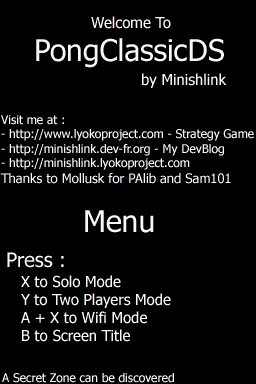 Welcome To
PongClassicDS
by Minishlink
Visit me at :
- http://www.lyokoproject.com - Strategy Game
- http://minishlink.dev-fr.org - My DevBlog
- http://minishlink.lyokoproject.com
Thanks to Mollusk for PAlib and Sam101
Menu
Press :
X to Solo Mode
Y to Two Players Mode
A + X to Wifi Mode
B to Screen Title
A Secret Zone can be discovered